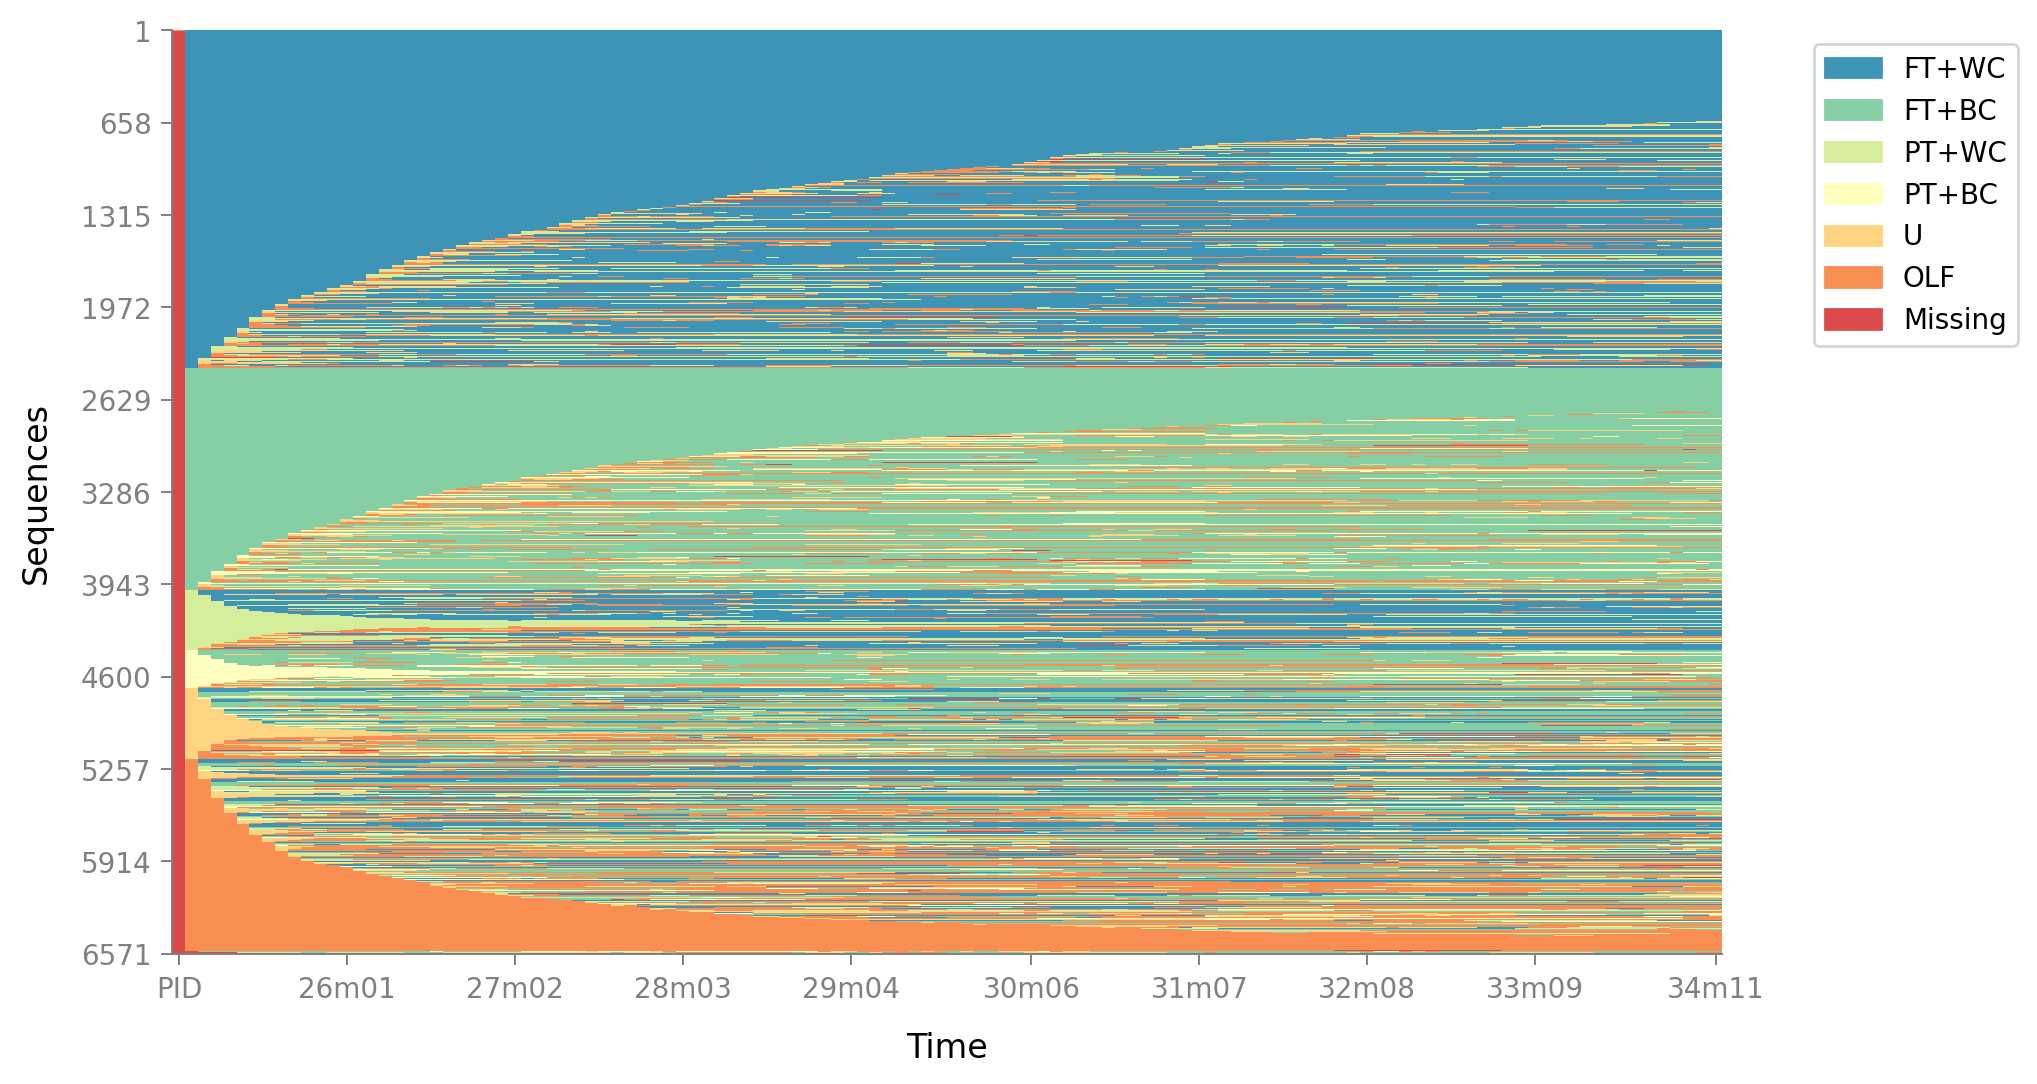 1
658
1315
1972
2629
3286
3943
4600
5257
5914
6571
Sequences
PID 26m01 27m02 28m03 29m04 30m06 31m07 32m08 33m09 34m11
Time
FT+WC
FT+BC
PT+WC
PT+BC
U
OLF
Missing